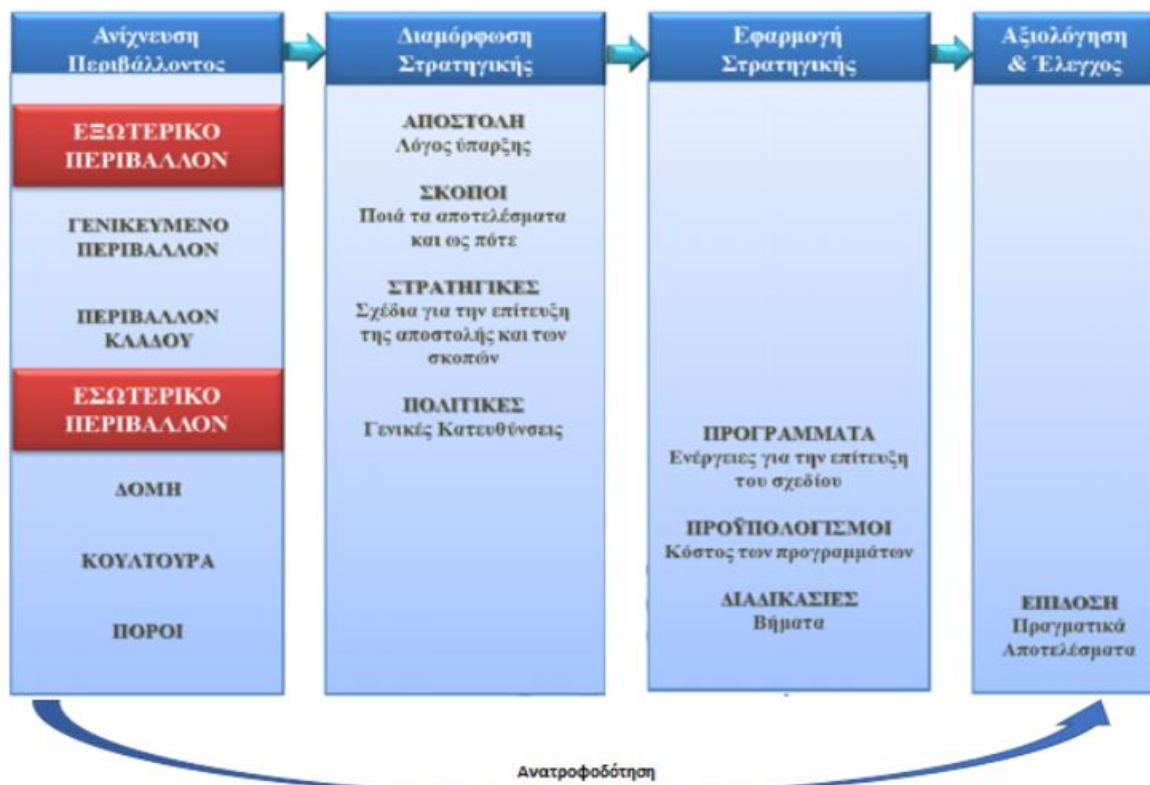 Ανίχνευση
Περιβάλλοντος
ΕΞΩΤΕΡΙΚΟ
ΠΕΡΙΒΑΛΛΟΝ
ΓΕΝΙΚΕΥΜΕΝΟ
ΠΕΡΙΒΑΛΛΟΝ
ΠΕΡΙΒΑΛΛΟΝ
ΚΛΑΔΟΥ
ΕΣΩΤΕΡΙΚΟ
ΠΕΡΙΒΑΛΛΟΝ
ΔΟΜΗ
ΚΟΥΛΤΟΥΡΑ
ΠΟΡΟΙ
Διαμόρφωση
Στρατηγικής
ΑΠΟΣΤΟΛΗ
Λόγος ύπαρξης
ΣΚΟΠΟΙ
Ποιά τα αποτελέσματα
και ως πότε
ΣΤΡΑΤΗΓΙΚΕΣ
Σχέδια για την επίτευξη
της αποστολής και των
σκοπών
ΠΟΛΙΤΙΚΕΣ
Γενικές Κατευθύνσεις
Εφαρμογή
Στρατηγικής
ΠΡΟΓΡΑΜΜΑΤΑ
Ενέργειες για την επίτευξη
του σχεδίου
ΠΡΟΫΠΟΛΟΓΙΣΜΟΙ
Κόστος των προγραμμάτων
ΔΙΑΔΙΚΑΣΙΕΣ
Βήματα
Αξιολόγηση
& Έλεγχος
ΕΠΙΔΟΣΗ
Πραγματικά
Αποτελέσματα
Ανατροφοδότηση